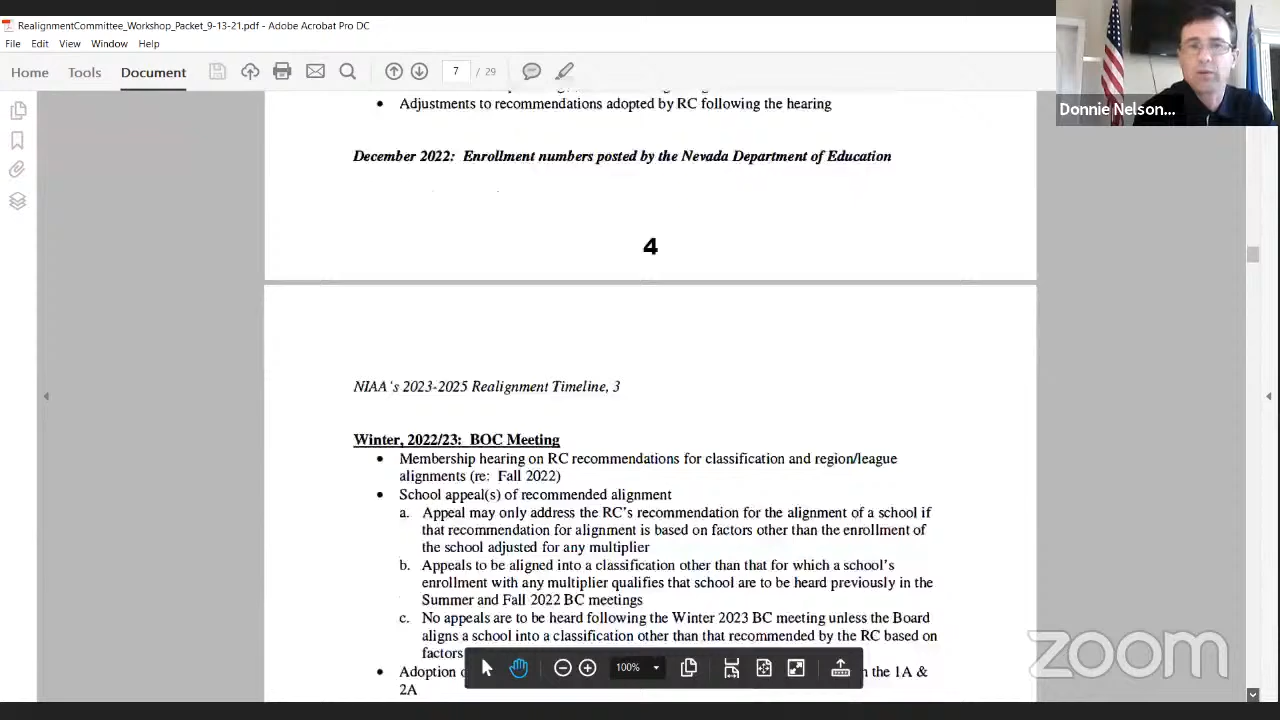 RealignmentCommittee_Workshop_Packet_9-13-21.pdf - Adobe Acrobat Pro DC
File Edit View Window Help
Home Tools Document 7 / 29
• Adjustments to recommendations adopted by RC following the hearing
December 2022: Enrollment numbers posted by the Nevada Department of Education
4
NIAA's 2023-2025 Realignment Timeline, 3
Winter, 2022/23: BOC Meeting
• Membership hearing on RC recommendations for classification and region/league
alignments (re: Fall 2022)
• School appeal(s) of recommended alignment
a. Appeal may only address the RC's recommendation for the alignment of a school if
that recommendation for alignment is based on factors other than the enrollment of
the school adjusted for any multiplier
b. Appeals to be aligned into a classification other than that for which a school's
enrollment with any multiplier qualifies that school are to be heard previously in the
Summer and Fall 2022 BC meetings
c. No appeals are to be heard following the Winter 2023 BC meeting unless the Board
aligns a school into a classification other than that recommended by the RC based on
factors
• Adoption the 1A &
2A
100%
Donnie Nelson...
zoom